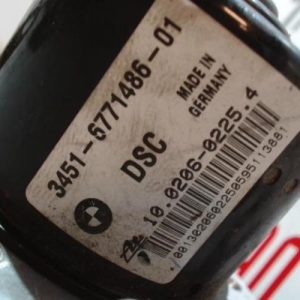 3451-6771486-01
DSC
MADE IN
GERMANY
10.0206-0225.4